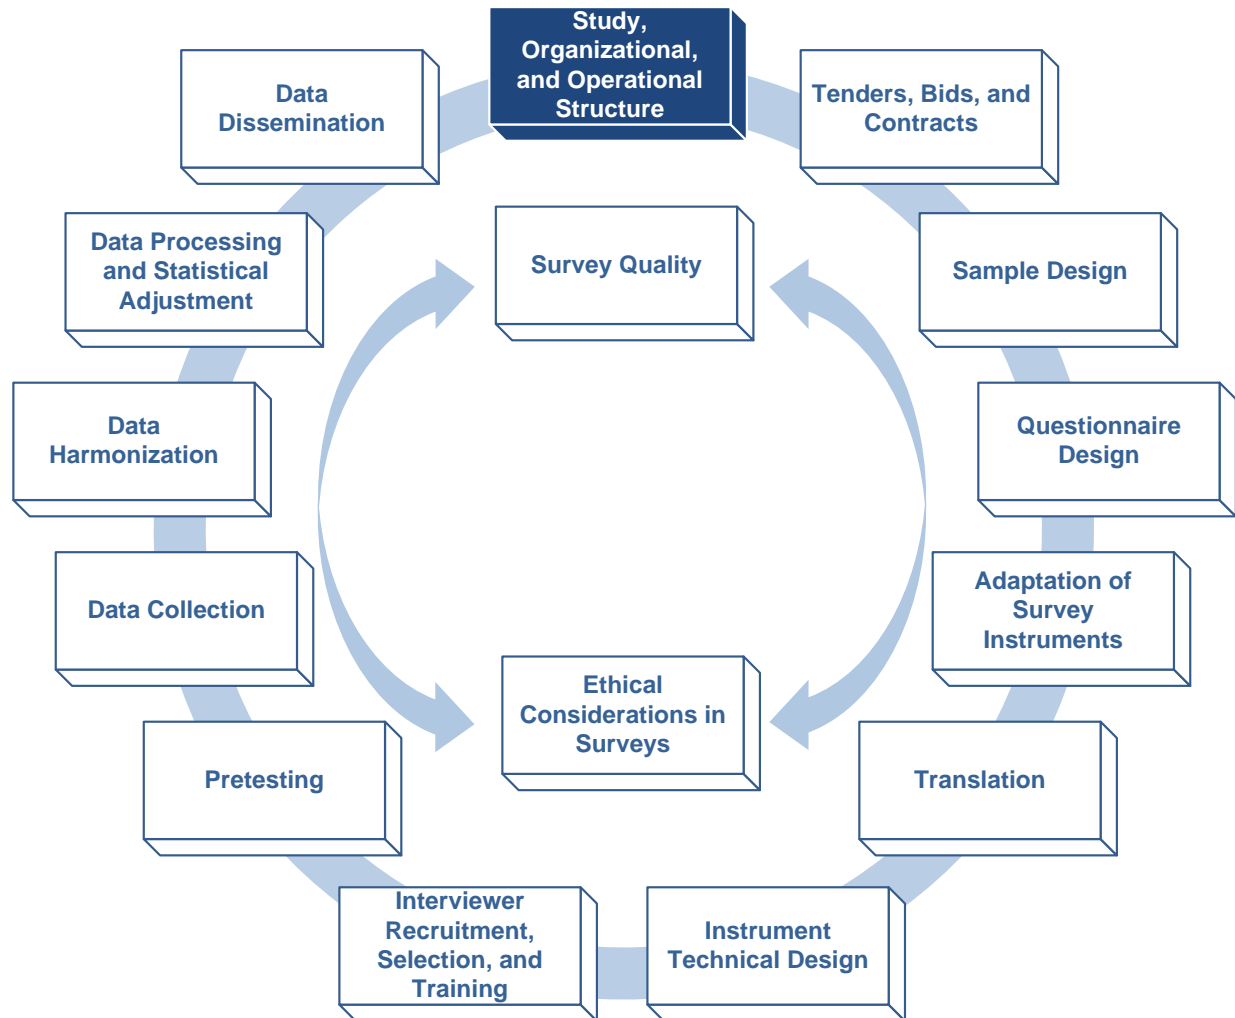 Study,
Organizational,
and Operational
Structure
Tenders, Bids, and
Contracts
Sample Design
Questionnaire
Design
Adaptation of
Survey
Instruments
Translation
Instrument
Technical Design
Interviewer
Recruitment,
Selection, and
Training
Pretesting
Data Collection
Data
Harmonization
Data Processing
and Statistical
Adjustment
Data
Dissemination
Survey Quality
Ethical
Considerations in
Surveys